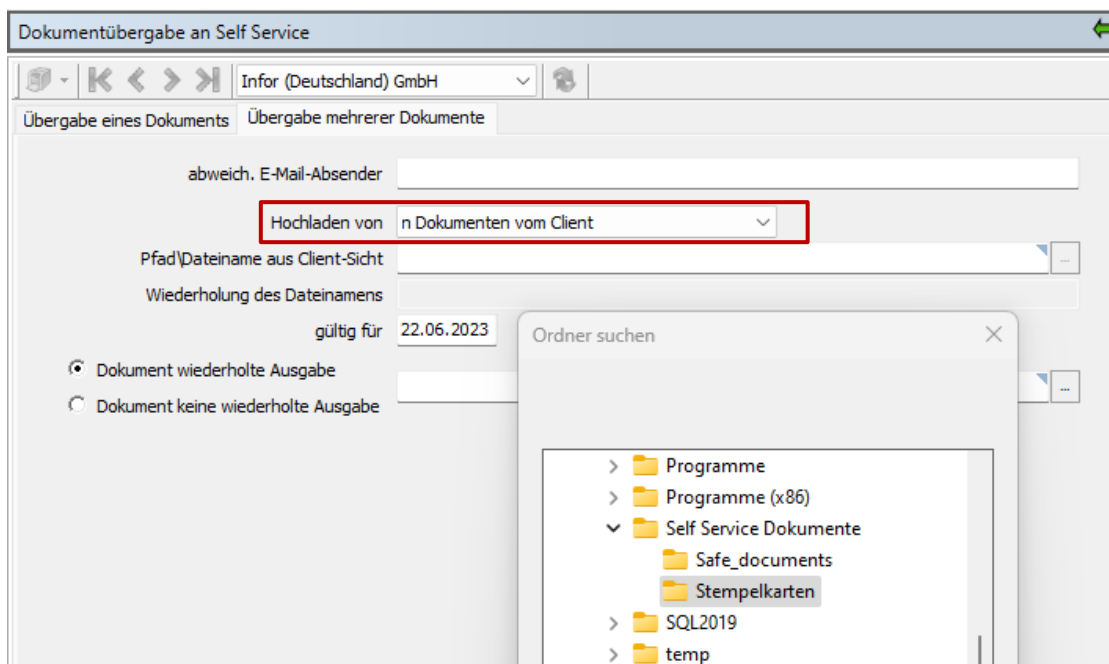 Dokumentübergabe an Self Service
Infor (Deutschland) GmbH
Übergabe eines Dokuments Übergabe mehrerer Dokumente
abweich. E-Mail-Absender
Hochladen von n Dokumenten vom Client
Pfad\Dateiname aus Client-Sicht ...
Wiederholung des Dateinamens
gültig für 22.06.2023
Ordner suchen
Dokument wiederholte Ausgabe
...
Dokument keine wiederholte Ausgabe
Programme
Programme (x86)
Self Service Dokumente
Safe_documents
Stempelkarten
SQL2019
temp